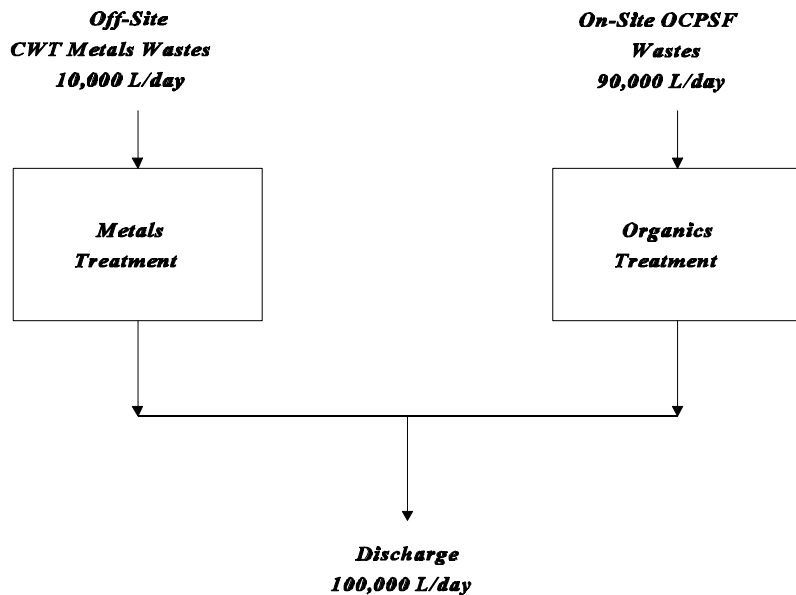 Off-Site
CWT Metals Wastes
10,000 L/day
On-Site OCPSF
Wastes
90,000 L/day
Metals
Treatment
Organics
Treatment
Discharge
100,000 L/day